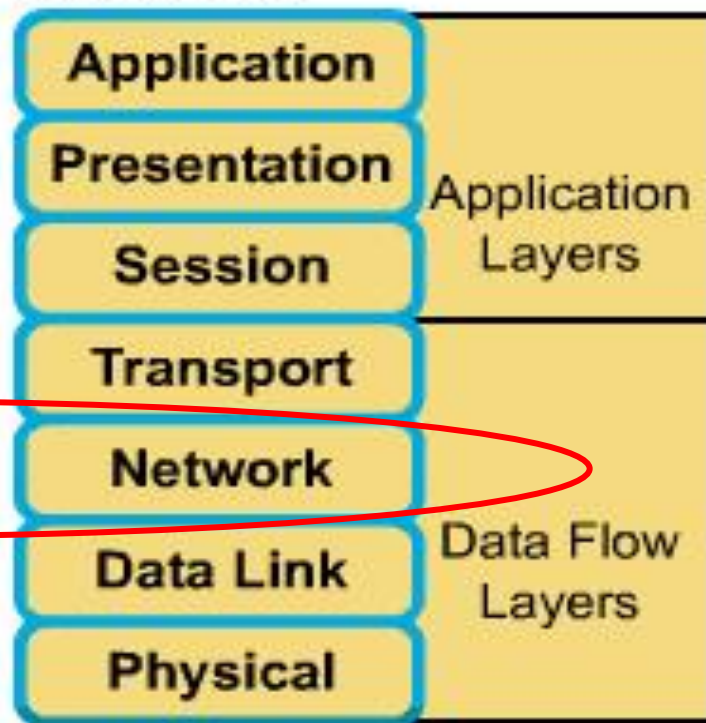 Application
Presentation
Session
Application
Layers
Transport
Network
Data Link
Physical
Data Flow
Layers